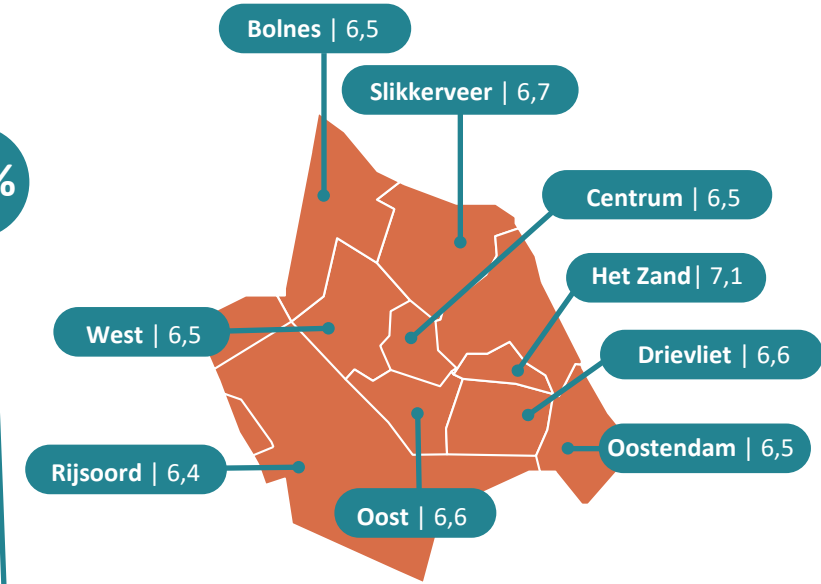 Bolnes | 6,5
Slikkerveer | 6,7
%
Centrum | 6,5
Het Zand | 7,1
West | 6,5
Drievliet | 6,6
Oostendam | 6,5
Rijsoord | 6,4
Oost | 6,6